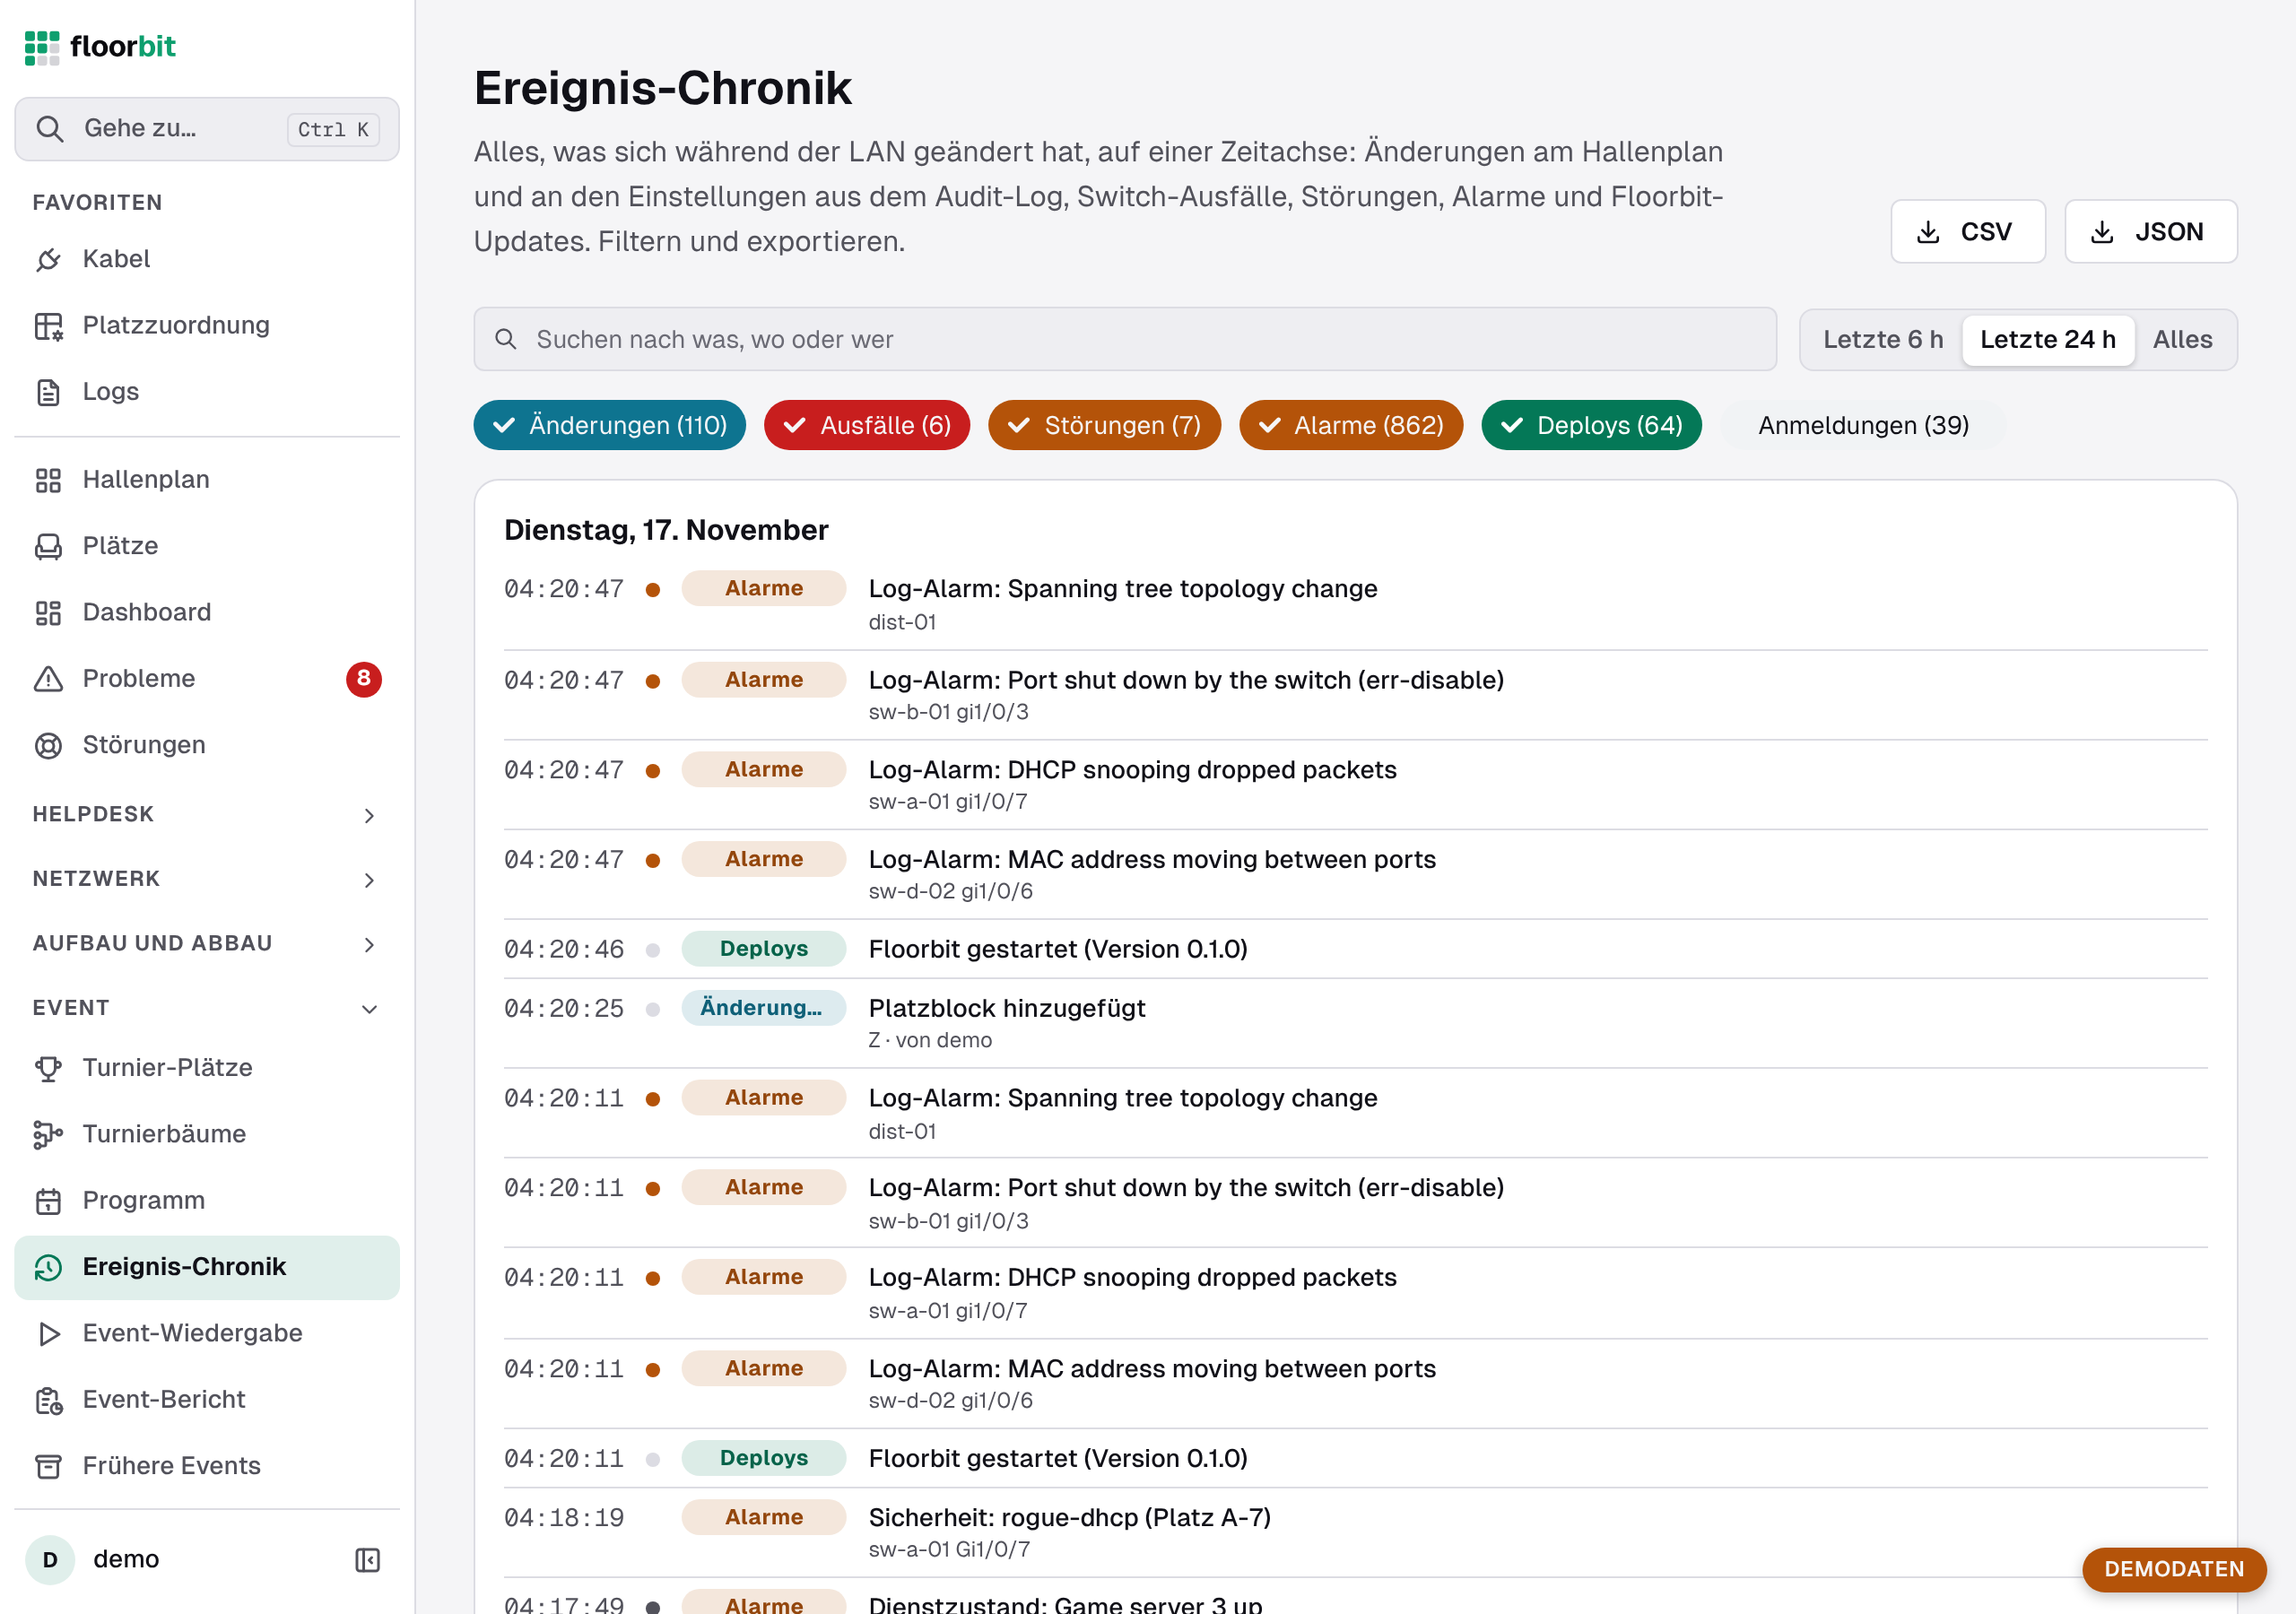 floorbit
Gehe zu... Ctrl K
FAVORITEN
Kabel
Platzzuordnung
Logs
Hallenplan
Plätze
Dashboard
Probleme 8
Störungen
HELPDESK
NETZWERK
AUFBAU UND ABBAU
EVENT
Turnier-Plätze
Turnierbäume
Programm
Ereignis-Chronik
Event-Wiedergabe
Event-Bericht
Frühere Events
D demo
Ereignis-Chronik
Alles, was sich während der LAN geändert hat, auf einer Zeitachse: Änderungen am Hallenplan
und an den Einstellungen aus dem Audit-Log, Switch-Ausfälle, Störungen, Alarme und Floorbit-
Updates. Filtern und exportieren.
CSV JSON
Suchen nach was, wo oder wer
Letzte 6 h Letzte 24 h Alles
Änderungen (110) Ausfälle (6) Störungen (7) Alarme (862) Deploys (64) Anmeldungen (39)
Dienstag, 17. November
04:20:47 Alarme Log-Alarm: Spanning tree topology change
dist-01
04:20:47 Alarme Log-Alarm: Port shut down by the switch (err-disable)
sw-b-01 gi1/0/3
04:20:47 Alarme Log-Alarm: DHCP snooping dropped packets
sw-a-01 gi1/0/7
04:20:47 Alarme Log-Alarm: MAC address moving between ports
sw-d-02 gi1/0/6
04:20:46 Deploys Floorbit gestartet (Version 0.1.0)
04:20:25 Änderung... Platzblock hinzugefügt
Z · von demo
04:20:11 Alarme Log-Alarm: Spanning tree topology change
dist-01
04:20:11 Alarme Log-Alarm: Port shut down by the switch (err-disable)
sw-b-01 gi1/0/3
04:20:11 Alarme Log-Alarm: DHCP snooping dropped packets
sw-a-01 gi1/0/7
04:20:11 Alarme Log-Alarm: MAC address moving between ports
sw-d-02 gi1/0/6
04:20:11 Deploys Floorbit gestartet (Version 0.1.0)
04:18:19 Alarme Sicherheit: rogue-dhcp (Platz A-7)
sw-a-01 Gi1/0/7
04:17:49 Alarme Dienstzustand: Game server 3 up
DEMODATEN